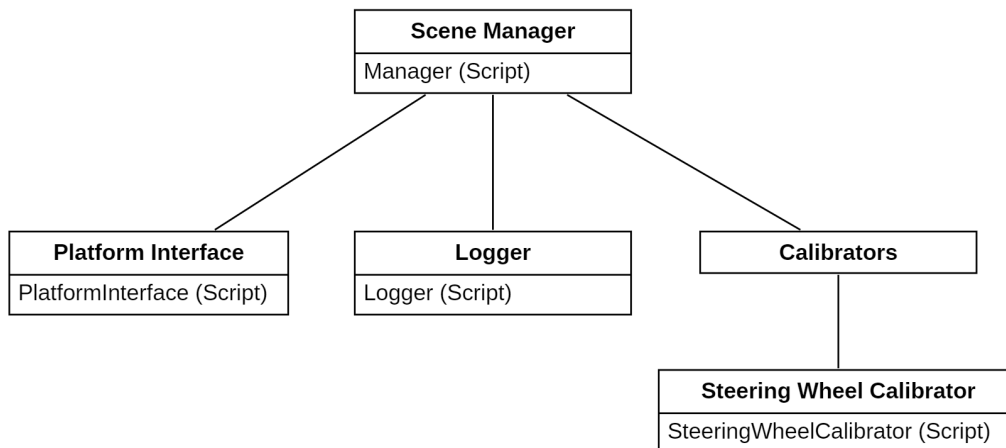 Scene Manager
Manager (Script)
Platform Interface
PlatformInterface (Script)
Logger
Logger (Script)
Calibrators
Steering Wheel Calibrator
SteeringWheelCalibrator (Script)